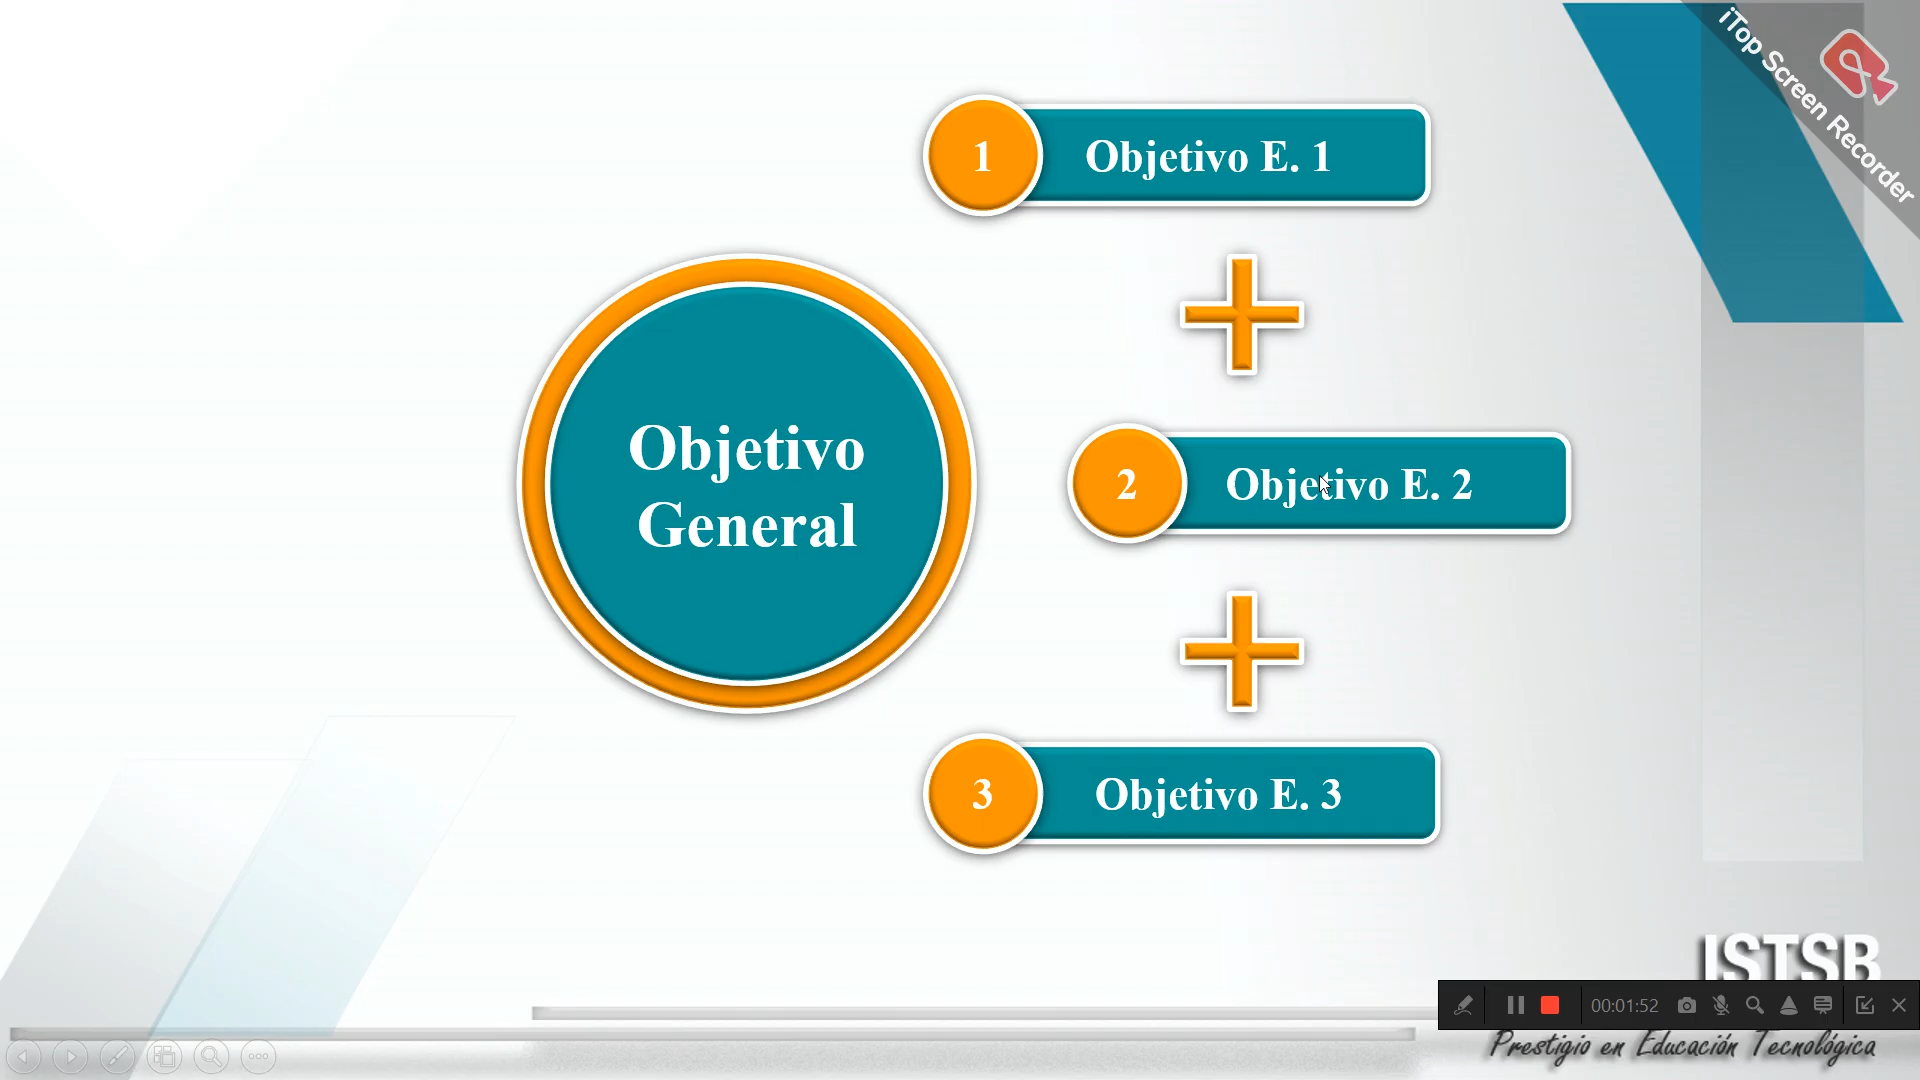 iTop Screen Recorder
1
Objetivo E. 1
Objetivo
General
2
Objetivo E. 2
3
Objetivo E. 3
ISTSB
00:01:52
Prestigio en Educación Tecnológica